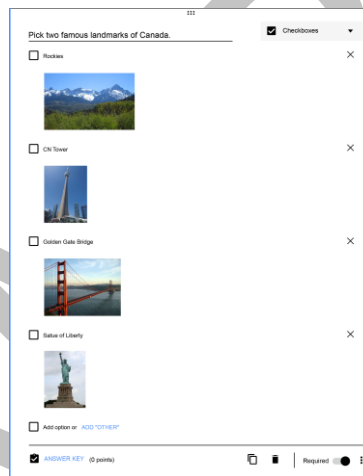 Pick two famous landmarks of Canada.
Checkboxes
Rockies
CN Tower
Golden Gate Bridge
Satue of Liberty
Add option or ADD "OTHER"
ANSWER KEY (0 points)
Required